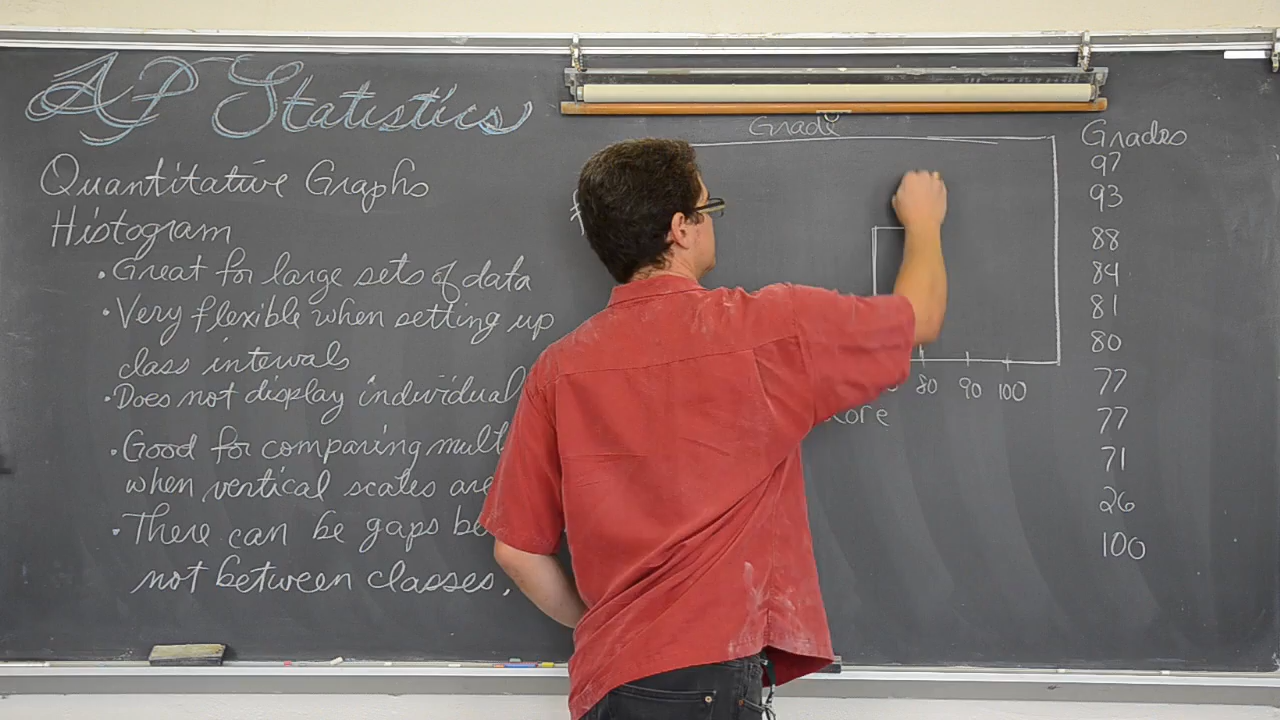 AP Statistics
Quantitative Graphs
Histogram
• Great for large sets of data
• Very flexible when setting up
class intervals
• Does not display individual
• Good for comparing mult
when vertical scales are
• There can be gaps be
not between classes.
Grade
80 90 100
core
Grades
97
93
88
84
81
80
77
77
71
26
100